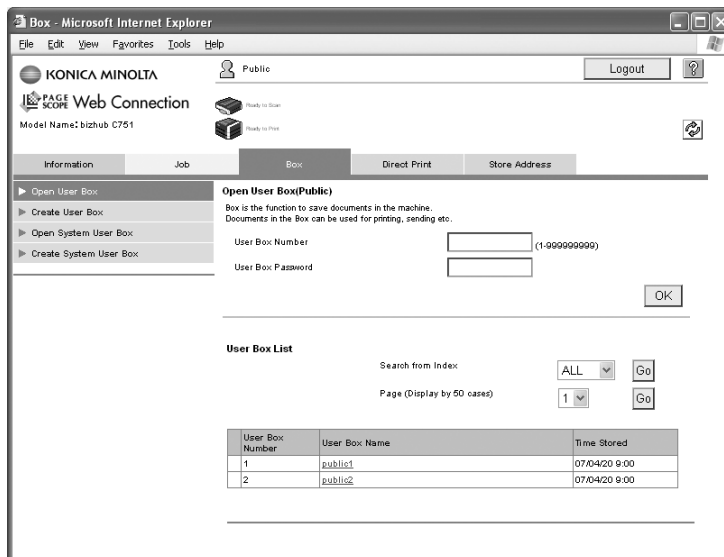 Box - Microsoft Internet Explorer
File Edit View Favorites Tools Help
KONICA MINOLTA
Public
Logout
?
PAGE SCOPE Web Connection
Ready to Scan
Model Name: bizhub C751
Ready to Print
Information Job Box Direct Print Store Address
Open User Box
Create User Box
Open System User Box
Create System User Box
Open User Box(Public)
Box is the function to save documents in the machine.
Documents in the Box can be used for printing, sending etc.
User Box Number (1-999999999)
User Box Password
OK
User Box List
Search from Index ALL Go
Page (Display by 50 cases) 1 Go
User Box Number User Box Name Time Stored
1 public1 07/04/20 9:00
2 public2 07/04/20 9:00